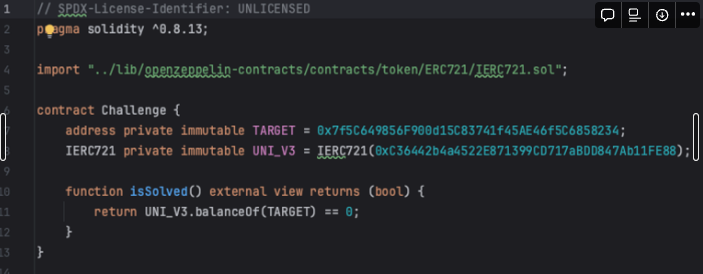 1 // SPDX-License-Identifier: UNLICENSED
2 pragma solidity ^0.8.13;
3
4 import "../lib/openzeppelin-contracts/contracts/token/ERC721/IERC721.sol";
5
6 contract Challenge {
7 address private immutable TARGET = 0x7f5C649856F900d15C83741f45AE46f5C6858234;
8 IERC721 private immutable UNI_V3 = IERC721(0xC36442b4a4522E871399CD717aBDD847Ab11FE88);
9
10 function isSolved() external view returns (bool) {
11 return UNI_V3.balanceOf(TARGET) == 0;
12 }
13 }
14